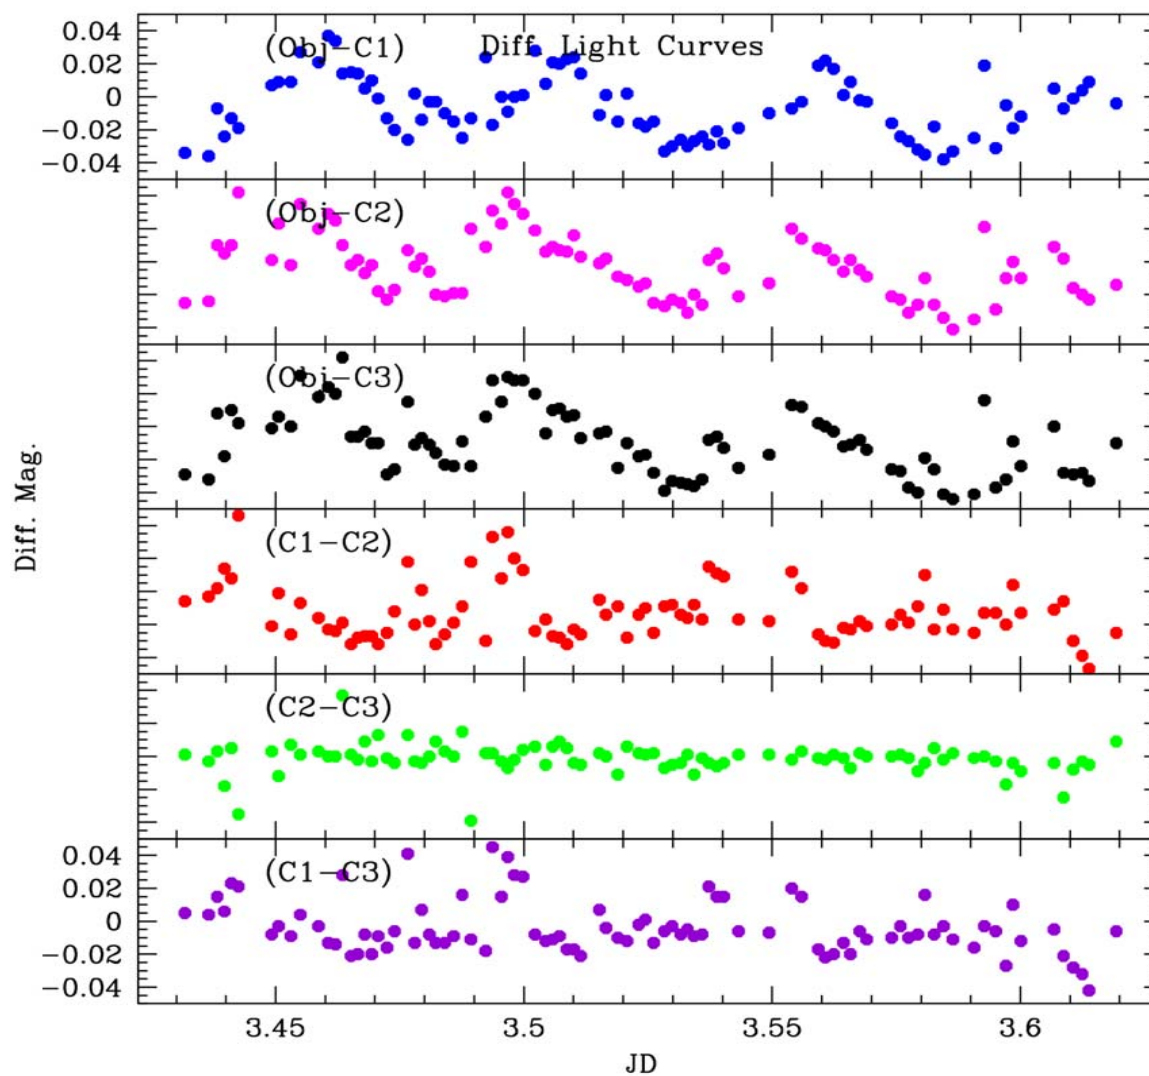 0.04
(Obj-C1) Diff. Light Curves
0.02
0
-0.02
-0.04
(Obj-C2)
(Obj-C3)
Diff. Mag.
(C1-C2)
(C2-C3)
0.04
(C1-C3)
0.02
0
-0.02
-0.04
3.45 3.5 3.55 3.6
JD